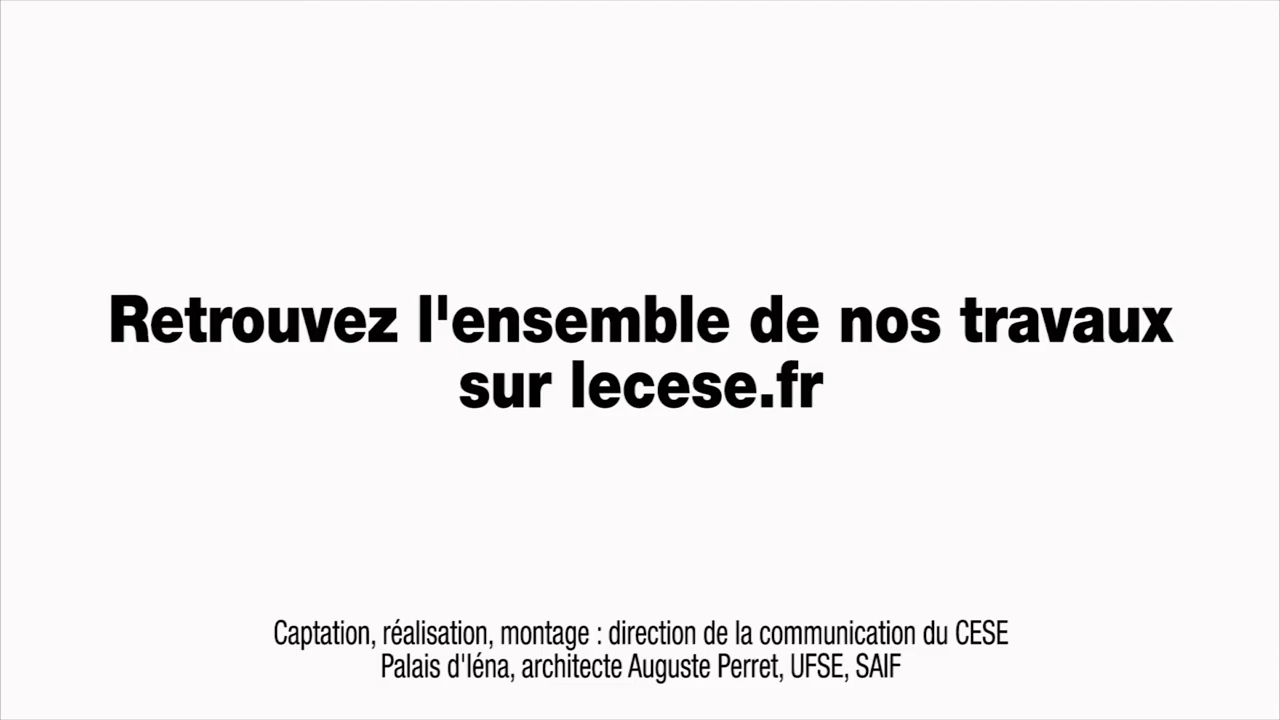 Retrouvez l'ensemble de nos travaux
sur lecese.fr
Captation, réalisation, montage : direction de la communication du CESE
Palais d'Iéna, architecte Auguste Perret, UFSE, SAIF